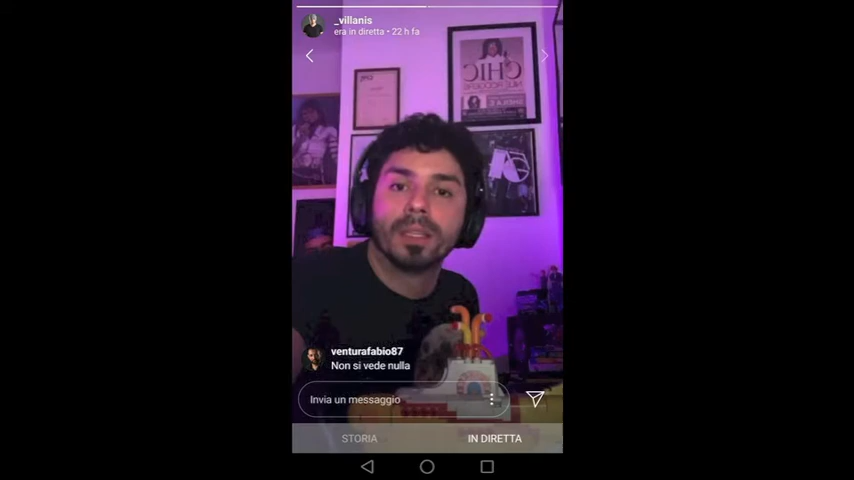 _villanis
era in diretta • 22 h fa
CHIC
venturafabio87
Non si vede nulla
Invia un messaggio
STORIA
IN DIRETTA